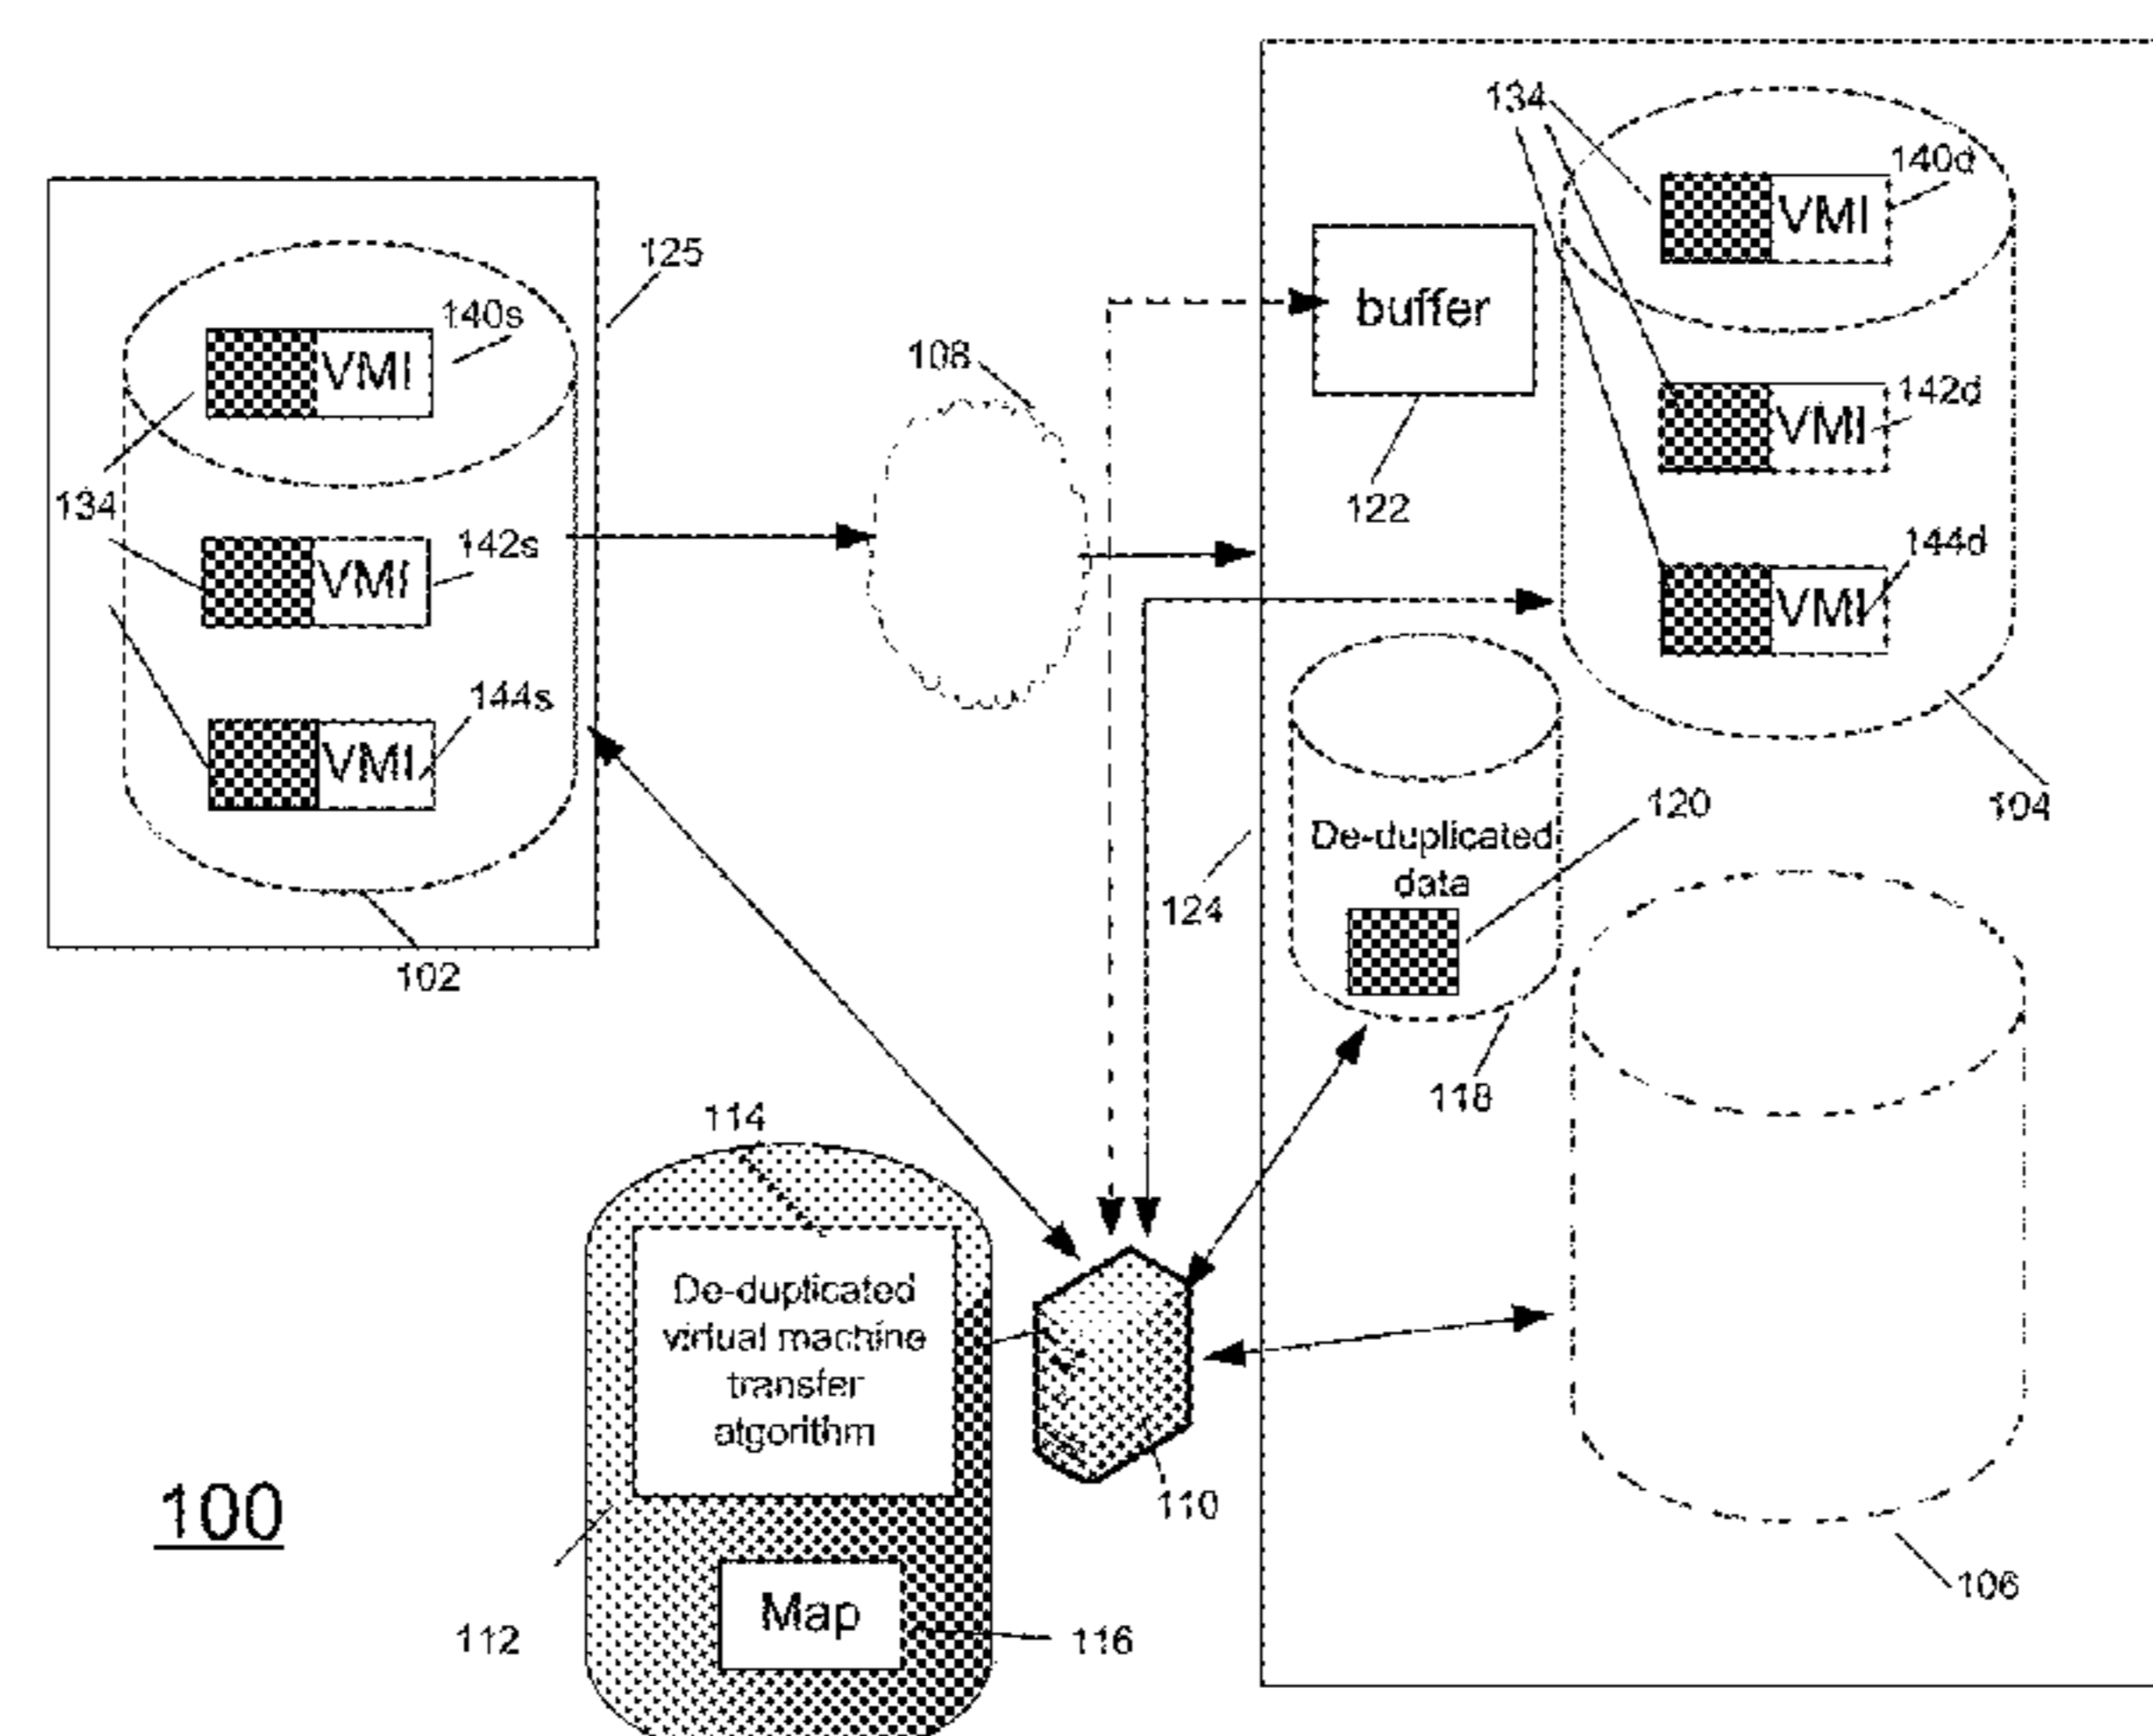 134
140d
VMI
buffer
125
140s
VMI
108
142d
VMI
122
134
142s
VMI
144d
VMI
144s
VMI
120
104
De-duplicated
data
124
102
118
114
De-duplicated
virtual machine
transfer
algorithm
110
100
106
Map
112
116